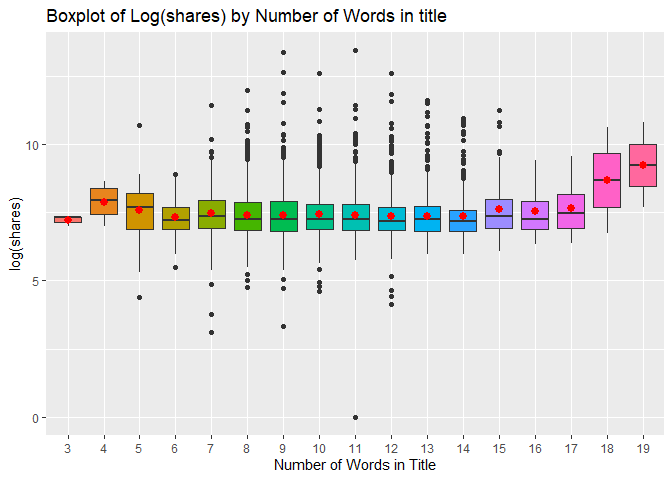 Boxplot of Log(shares) by Number of Words in title
log(shares)
10
5
0
3 4 5 6 7 8 9 10 11 12 13 14 15 16 17 18 19
Number of Words in Title